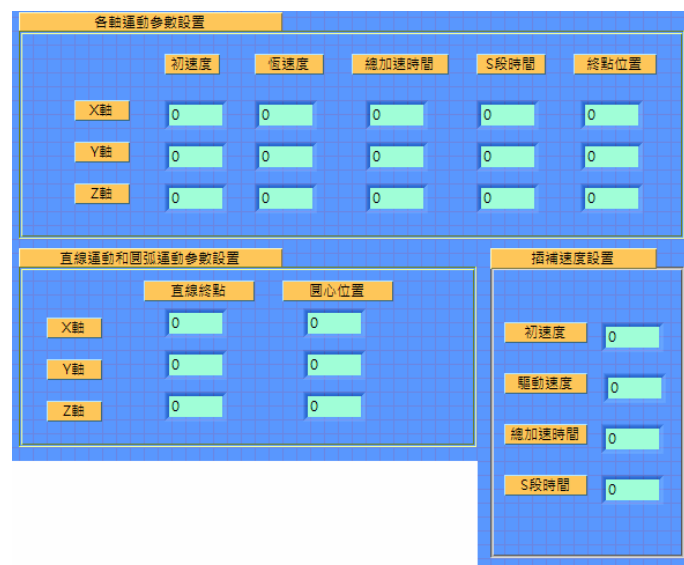 各軸運動參數設置
初速度 恆速度 總加速時間 S段時間 終點位置
X軸 0 0 0 0 0
Y軸 0 0 0 0 0
Z軸 0 0 0 0 0
直線運動和圓弧運動參數設置
直線終點 圓心位置
X軸 0 0
Y軸 0 0
Z軸 0 0
插補速度設置
初速度 0
驅動速度 0
總加速時間 0
S段時間 0